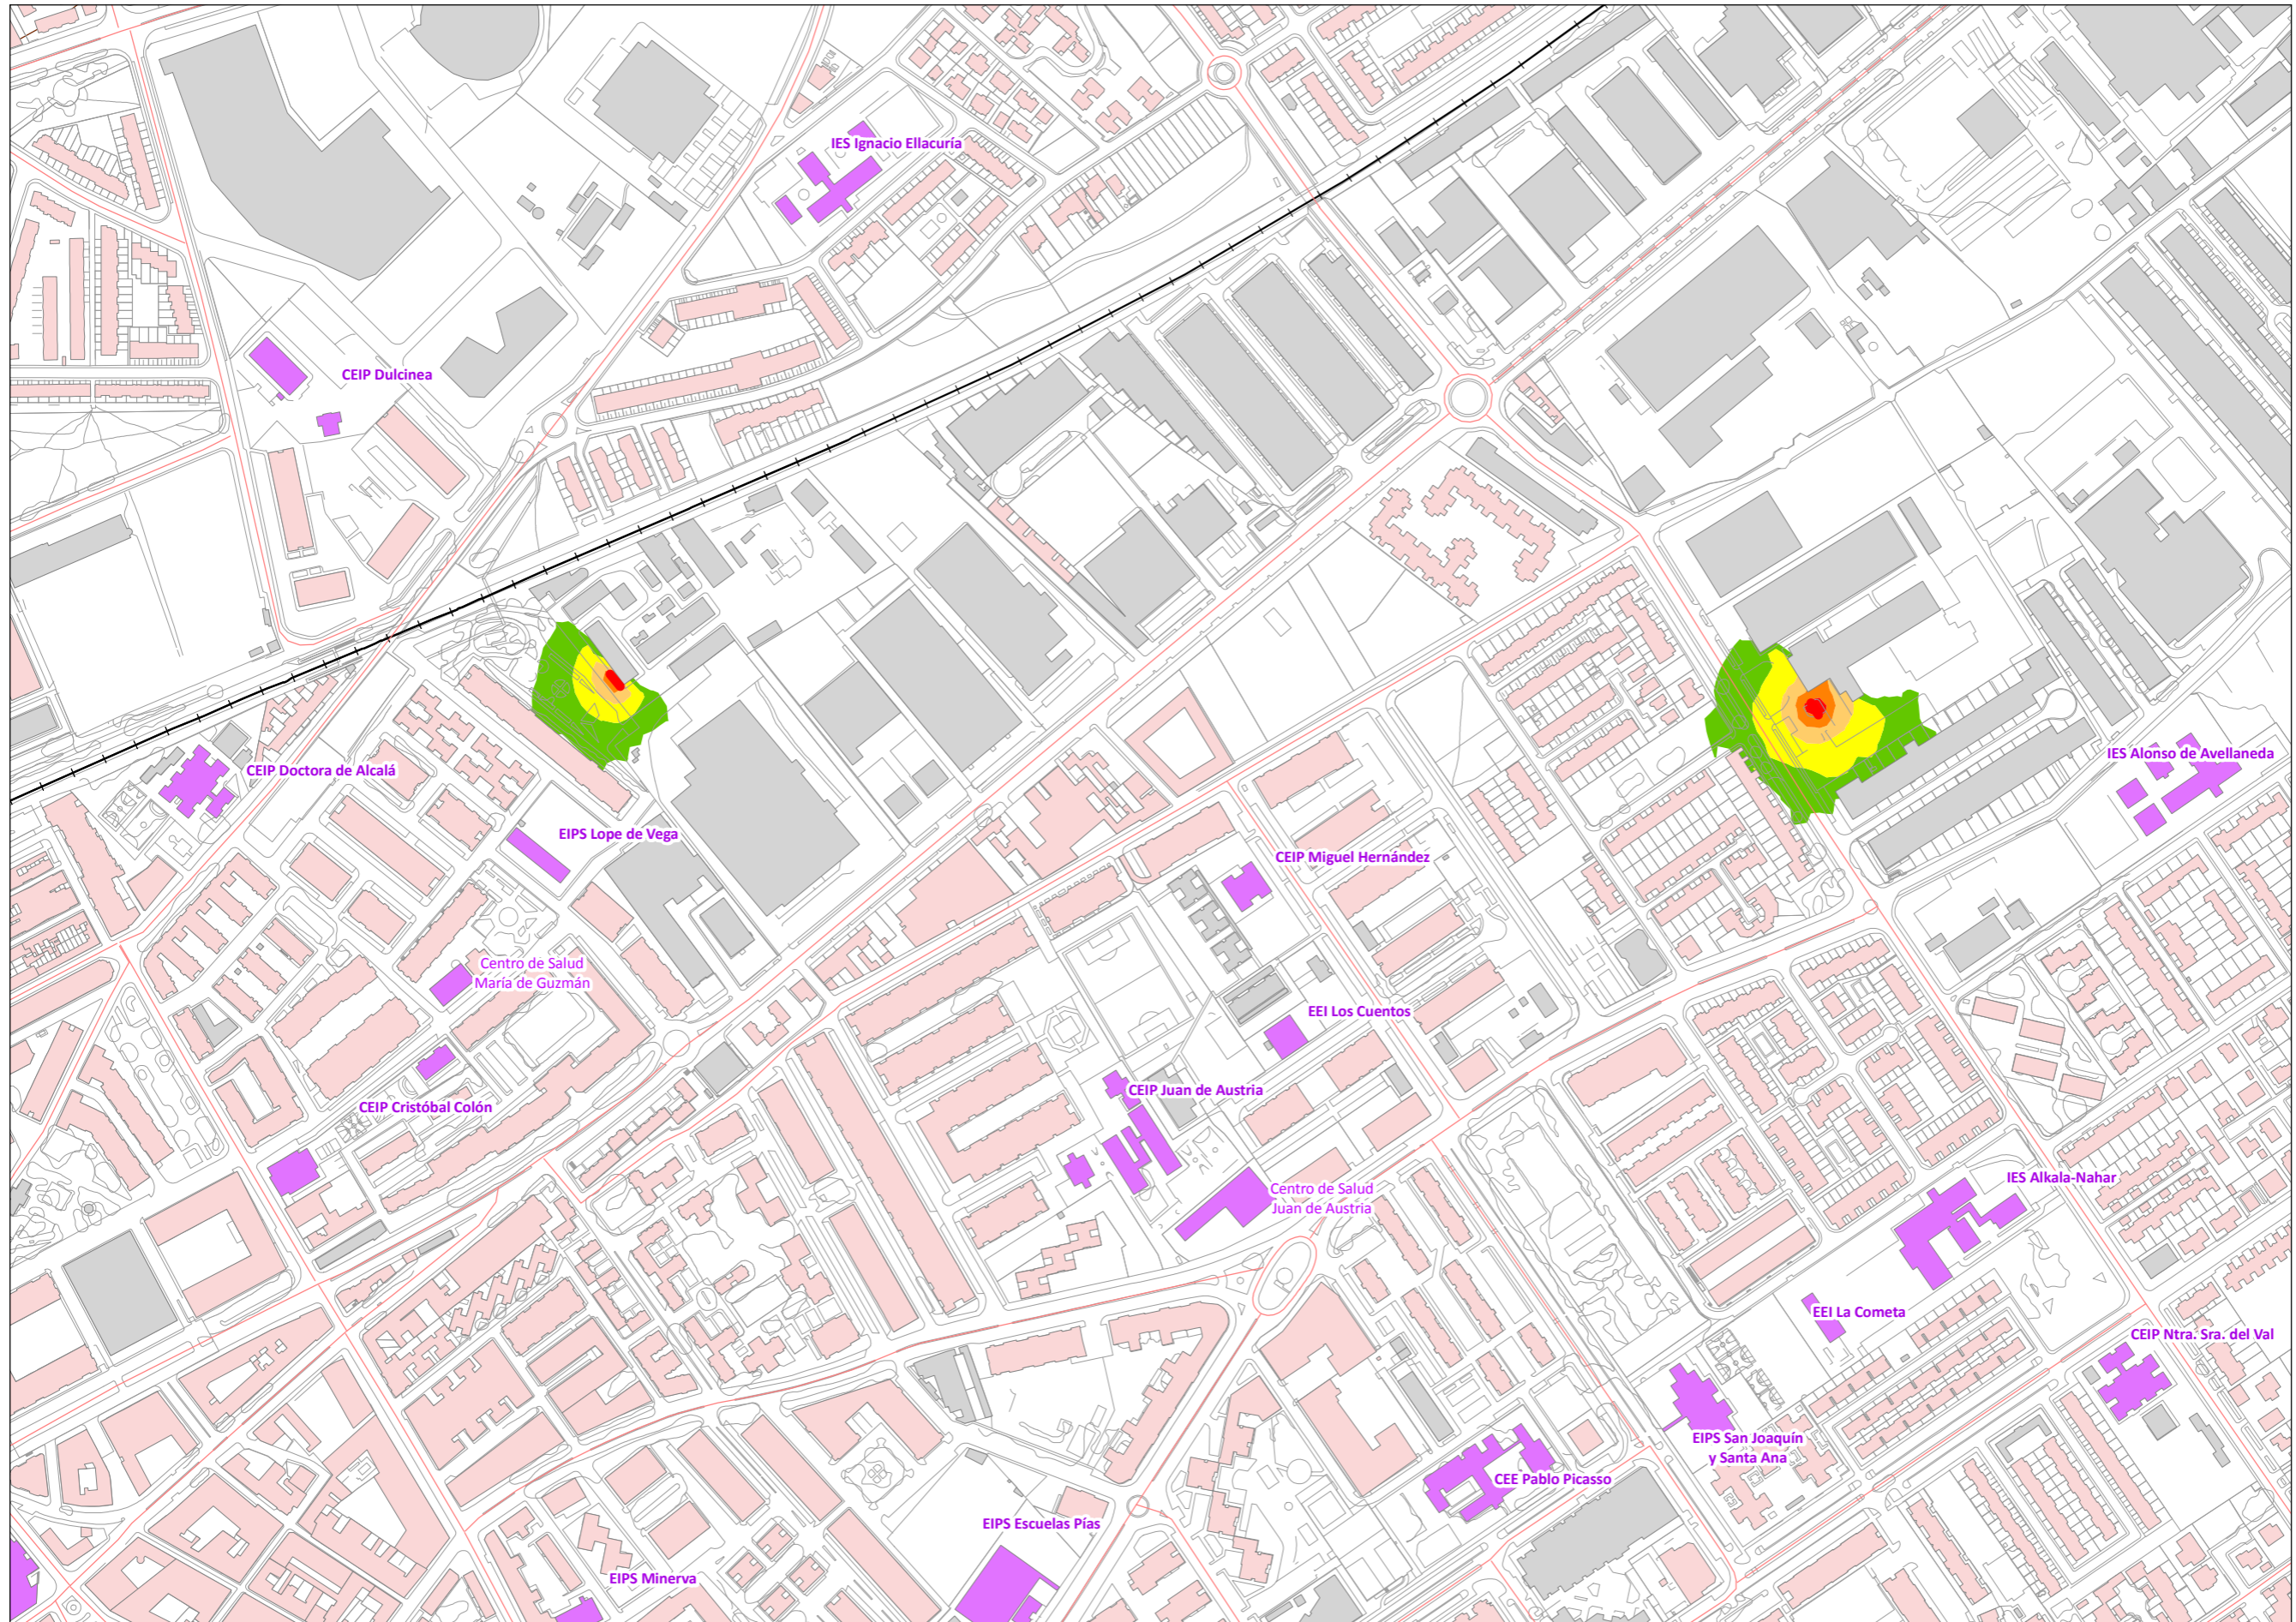 IES Ignacio Ellacuría
CEIP Dulcinea
IES Alonso de Avellaneda
CEIP Doctora de Alcalá
EIPS Lope de Vega
CEIP Miguel Hernández
Centro de Salud
María de Guzmán
EEI Los Cuentos
CEIP Juan de Austria
CEIP Cristóbal Colón
IES Alkala-Nahar
Centro de Salud
Juan de Austria
EEI La Cometa
CEIP Ntra. Sra. del Val
EIPS San Joaquín
y Santa Ana
CEE Pablo Picasso
EIPS Escuelas Pías
EIPS Minerva